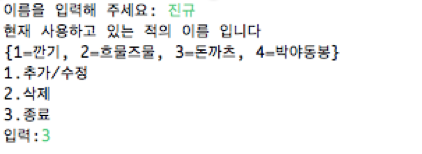 이름을 입력해 주세요: 진규
현재 사용하고 있는 적의 이름 입니다
{1=깐기, 2=흐물즈물, 3=돈까츠, 4=박야동봉}
1.추가/수정
2.삭제
3.종료
입력:3